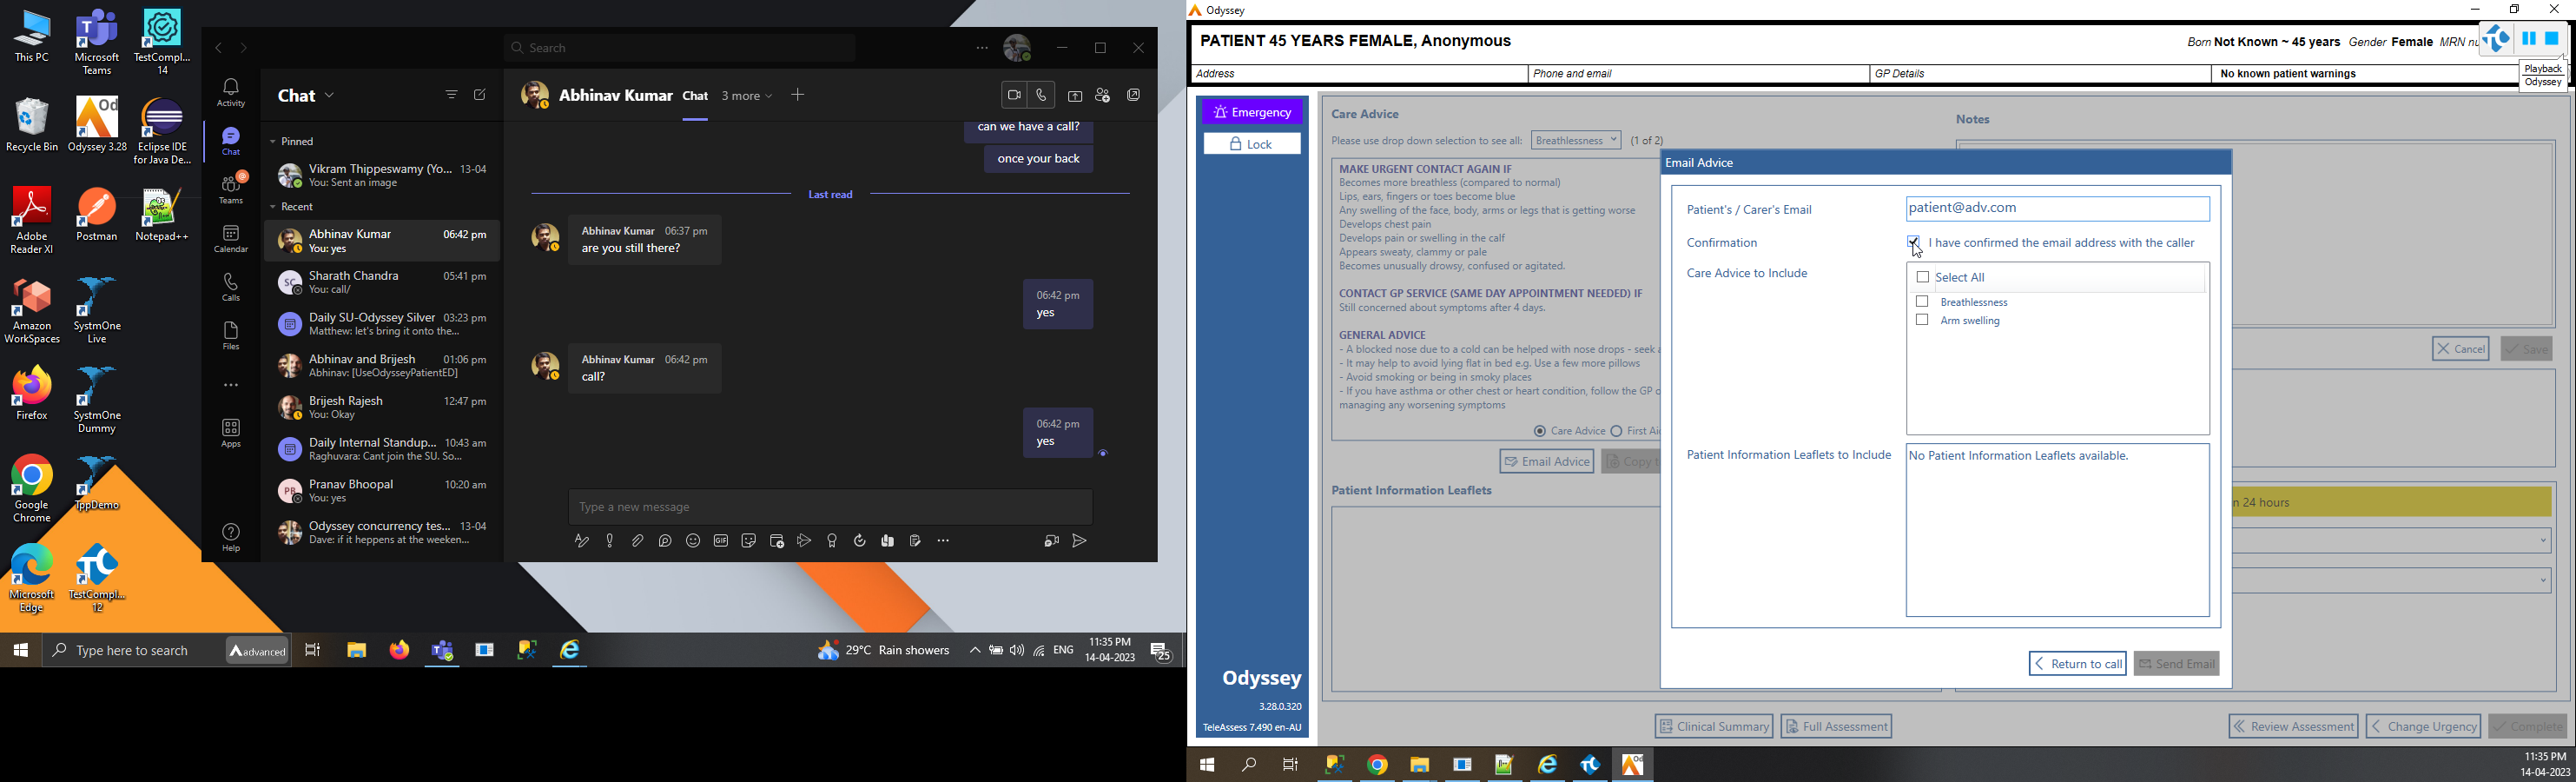 This PC
Microsoft Teams
TestCompl... 14
Recycle Bin
Odyssey 3.28
Eclipse IDE for Java De...
Adobe Reader XI
Postman
Notepad++
Amazon WorkSpaces
SystmOne Live
Firefox
SystmOne Dummy
Google Chrome
TppDemo
Microsoft Edge
TestCompl... 12
Search
Activity
Chat
Teams
Calendar
Calls
Files
Apps
Help
Chat
Pinned
Vikram Thippeswamy (Yo... 13-04
You: Sent an image
Recent
Abhinav Kumar 06:42 pm
You: yes
SC
Sharath Chandra 05:41 pm
You: call/
Daily SU-Odyssey Silver 03:23 pm
Matthew: let's bring it onto the...
Abhinav and Brijesh 01:06 pm
Abhinav: [UseOdysseyPatientED]
Brijesh Rajesh 12:47 pm
You: Okay
Daily Internal Standup... 10:43 am
Raghuvara: Cant join the SU. So...
PB
Pranav Bhoopal 10:20 am
You: yes
Odyssey concurrency tes... 13-04
Dave: if it heppens at the weeken...
Abhinav Kumar Chat 3 more
can we have a call?
once your back
Last read
Abhinav Kumar 06:37 pm
are you still there?
06:42 pm
yes
Abhinav Kumar 06:42 pm
call?
06:42 pm
yes
Type a new message
GIF
Type here to search
advanced
29°C Rain showers
ENG
11:35 PM
14-04-2023
25
Odyssey
PATIENT 45 YEARS FEMALE, Anonymous
Born Not Known ~ 45 years Gender Female MRN nu
Playback
Odyssey
Address
Phone and email
GP Details
No known patient warnings
Emergency
Lock
Odyssey
3.28.0.320
TeleAssess 7.490 en-AU
Care Advice
Please use drop down selection to see all: Breathlessness (1 of 2)
MAKE URGENT CONTACT AGAIN IF
Becomes more breathless (compared to normal)
Lips, ears, fingers or toes become blue
Any swelling of the face, body, arms or legs that is getting worse
Develops chest pain
Develops pain or swelling in the calf
Appears sweaty, clammy or pale
Becomes unusually drowsy, confused or agitated.
CONTACT GP SERVICE (SAME DAY APPOINTMENT NEEDED) IF
Still concerned about symptoms after 4 days.
GENERAL ADVICE
- A blocked nose due to a cold can be helped with nose drops - seek
- It may help to avoid lying flat in bed e.g. Use a few more pillows
- Avoid smoking or being in smoky places
- If you have asthma or other chest or heart condition, follow the GP
managing any worsening symptoms
Care Advice First Ai
Email Advice
Copy t
Patient Information Leaflets
Notes
Cancel
Save
n 24 hours
Email Advice
Patient's / Carer's Email
patient@adv.com
Confirmation
I have confirmed the email address with the caller
Care Advice to Include
Select All
Breathlessness
Arm swelling
Patient Information Leaflets to Include
No Patient Information Leaflets available.
Return to call
Send Email
Clinical Summary
Full Assessment
Review Assessment
Change Urgency
Complete
11:35 PM
14-04-2023